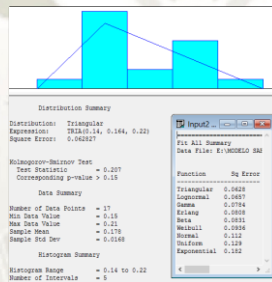 Distribution Summary
Distribution: Triangular
Expression: TRIA(0.14, 0.164, 0.22)
Square Error: 0.062827
Kolmogorov-Smirnov Test
Test Statistic = 0.207
Corresponding p-value > 0.15
Data Summary
Number of Data Points = 17
Min Data Value = 0.15
Max Data Value = 0.21
Sample Mean = 0.178
Sample Std Dev = 0.0168
Histogram Summary
Histogram Range = 0.14 to 0.22
Number of Intervals = 5
Input2 ...
Fit All Summary
Data File: E:\MODELO SAS
Function Sq Error
Triangular 0.0628
Lognormal 0.0657
Gamma 0.0784
Erlang 0.0808
Beta 0.0831
Weibull 0.0936
Normal 0.112
Uniform 0.129
Exponential 0.182